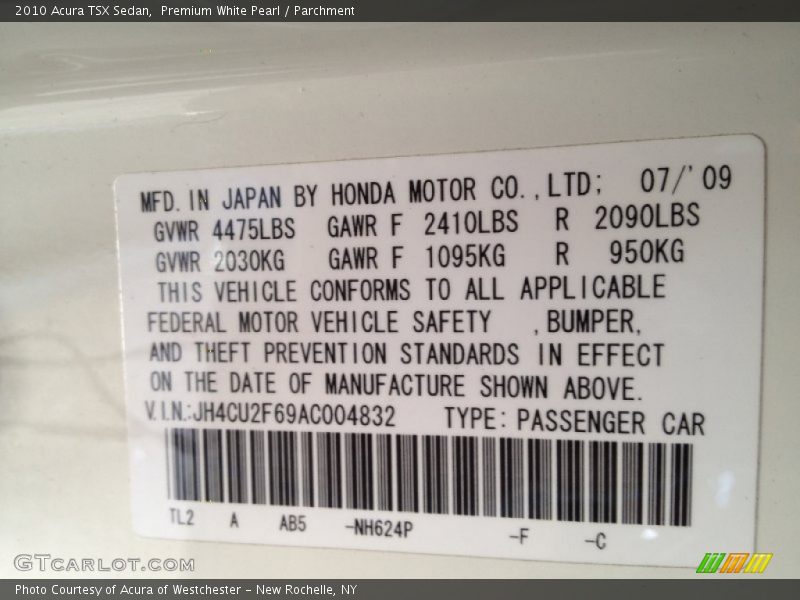 2010 Acura TSX Sedan,  Premium White Pearl / Parchment
MFD. IN JAPAN BY HONDA MOTOR CO., LTD; 07/'09
GVWR 4475LBS GAWR F 2410LBS R 2090LBS
GVWR 2030KG GAWR F 1095KG R 950KG
THIS VEHICLE CONFORMS TO ALL APPLICABLE
FEDERAL MOTOR VEHICLE SAFETY , BUMPER,
AND THEFT PREVENTION STANDARDS IN EFFECT
ON THE DATE OF MANUFACTURE SHOWN ABOVE.
V.I.N.:JH4CU2F69AC004832 TYPE: PASSENGER CAR
TL2 A AB5 -NH624P -F -C
GTcarlot.com
Photo Courtesy of Acura of Westchester - New Rochelle, NY